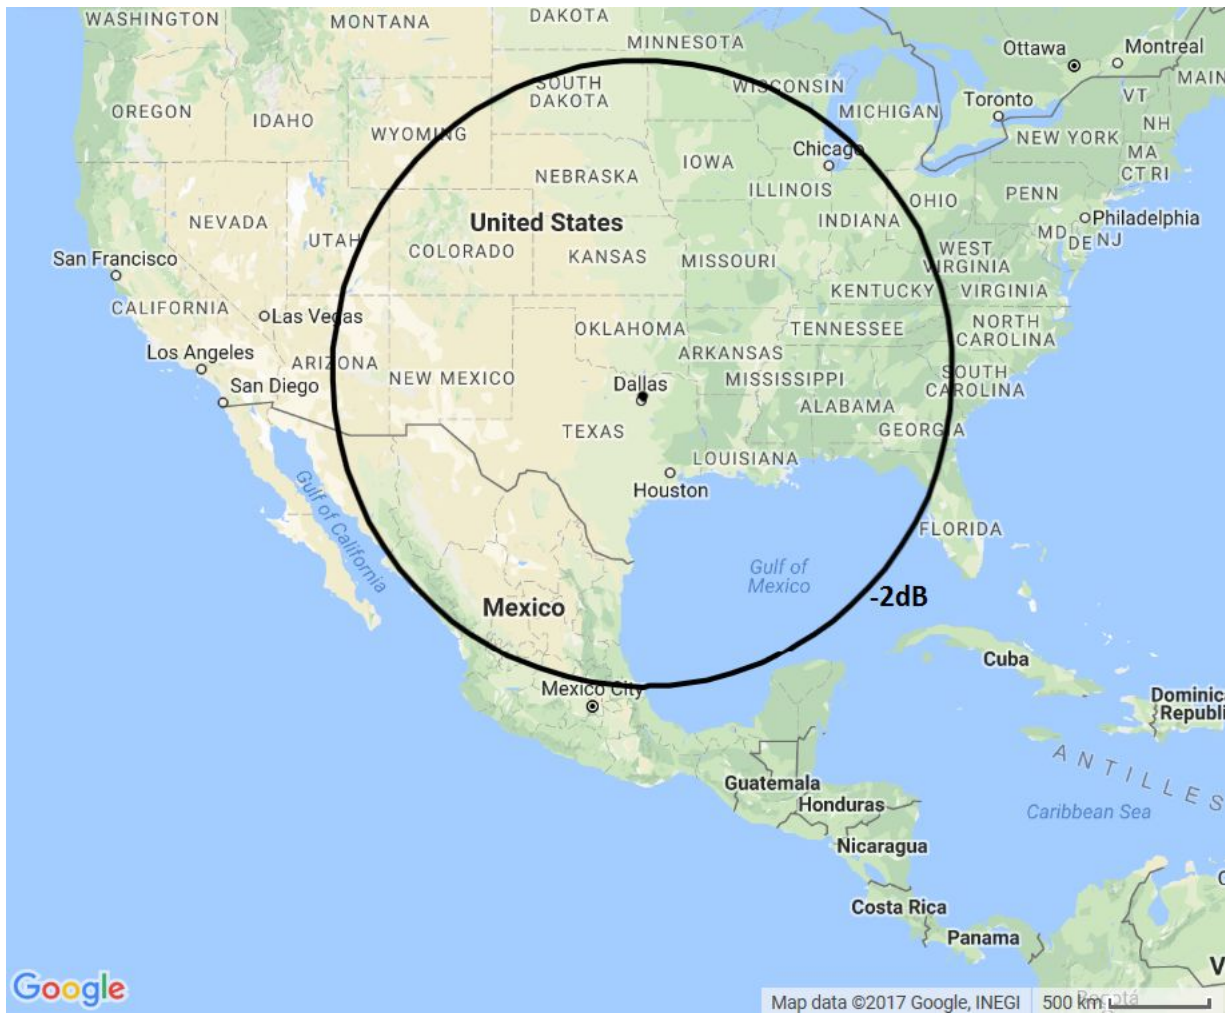 WASHINGTON
MONTANA
DAKOTA
MINNESOTA
Ottawa
Montreal
MAIN
OREGON
IDAHO
WYOMING
SOUTH
DAKOTA
WISCONSIN
MICHIGAN
Toronto
VT
NH
NEW YORK
MA
CT RI
IOWA
Chicago
NEBRASKA
ILLINOIS
INDIANA
OHIO
PENN
Philadelphia
MD
DE
NJ
NEVADA
UTAH
United States
COLORADO
KANSAS
MISSOURI
WEST
VIRGINIA
San Francisco
CALIFORNIA
Las Vegas
KENTUCKY
VIRGINIA
OKLAHOMA
TENNESSEE
NORTH
CAROLINA
Los Angeles
ARIZONA
NEW MEXICO
ARKANSAS
San Diego
Dallas
MISSISSIPPI
SOUTH
CAROLINA
ALABAMA
TEXAS
GEORGIA
LOUISIANA
Houston
Gulf of California
FLORIDA
Gulf of
Mexico
-2dB
Mexico
Cuba
Mexico City
Dominica
Republi
ANTILLES
Guatemala
Honduras
Caribbean Sea
Nicaragua
Costa Rica
Panama
V
Google
Map data ©2017 Google, INEGI
500 km
Bogotá